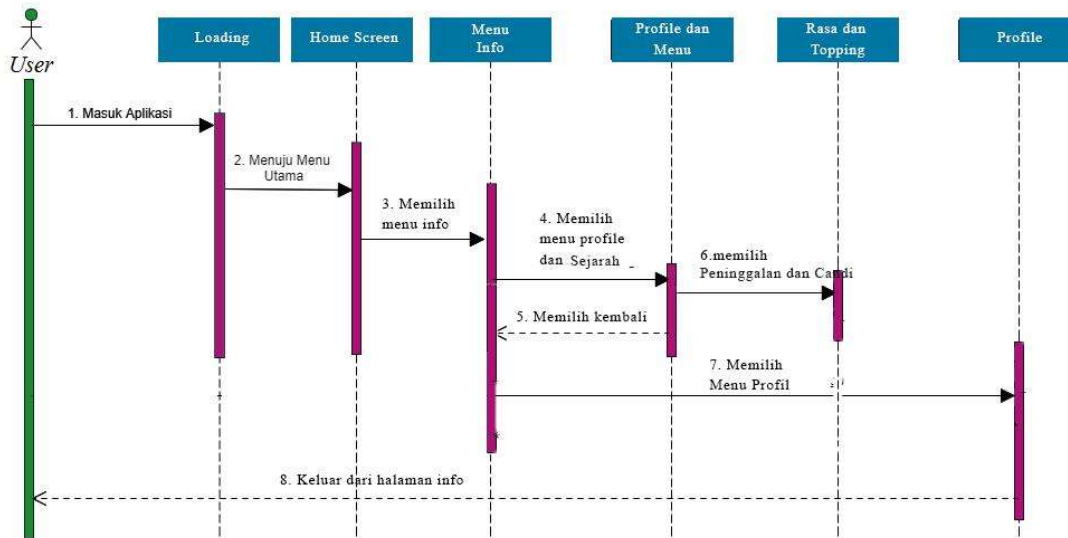 User
Loading
Home Screen
Menu
Info
Profile dan
Menu
Rasa dan
Topping
Profile
1. Masuk Aplikasi
2. Menuju Menu
Utama
3. Memilih
menu info
4. Memilih
menu profile
dan Sejarah
6.memilih
Peninggalan dan Candi
5. Memilih kembali
7. Memilih
Menu Profil
8. Keluar dari halaman info